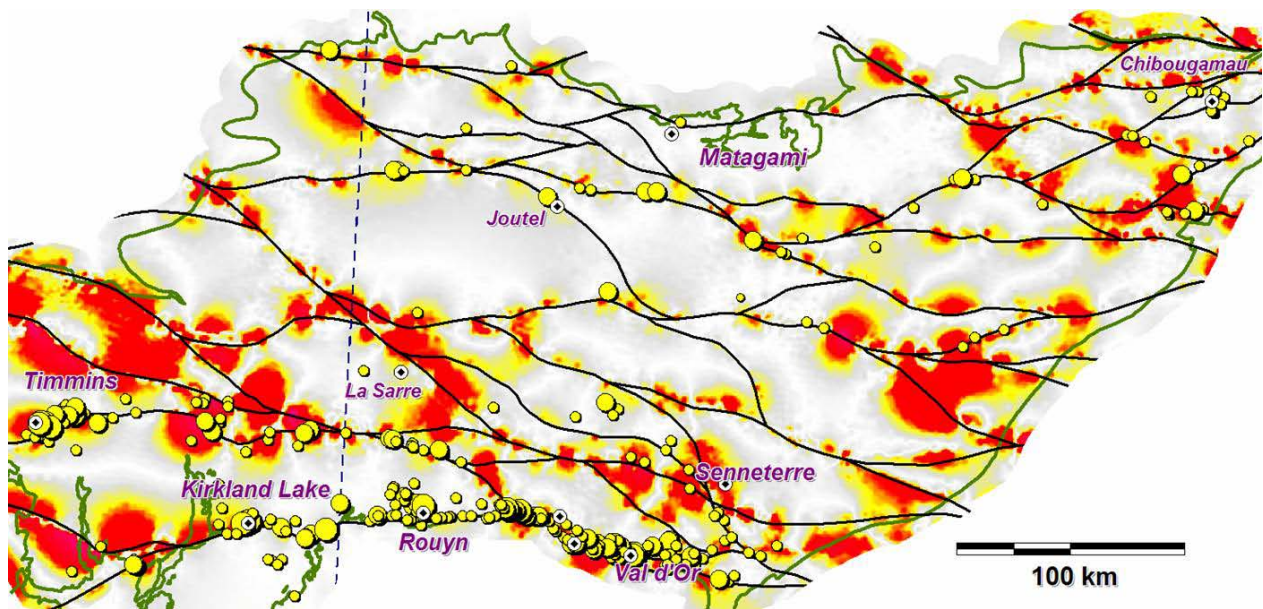 Chibougamau
Matagami
Joutel
Timmins
La Sarre
Senneterre
Kirkland Lake
Rouyn
Val d'Or
100 km